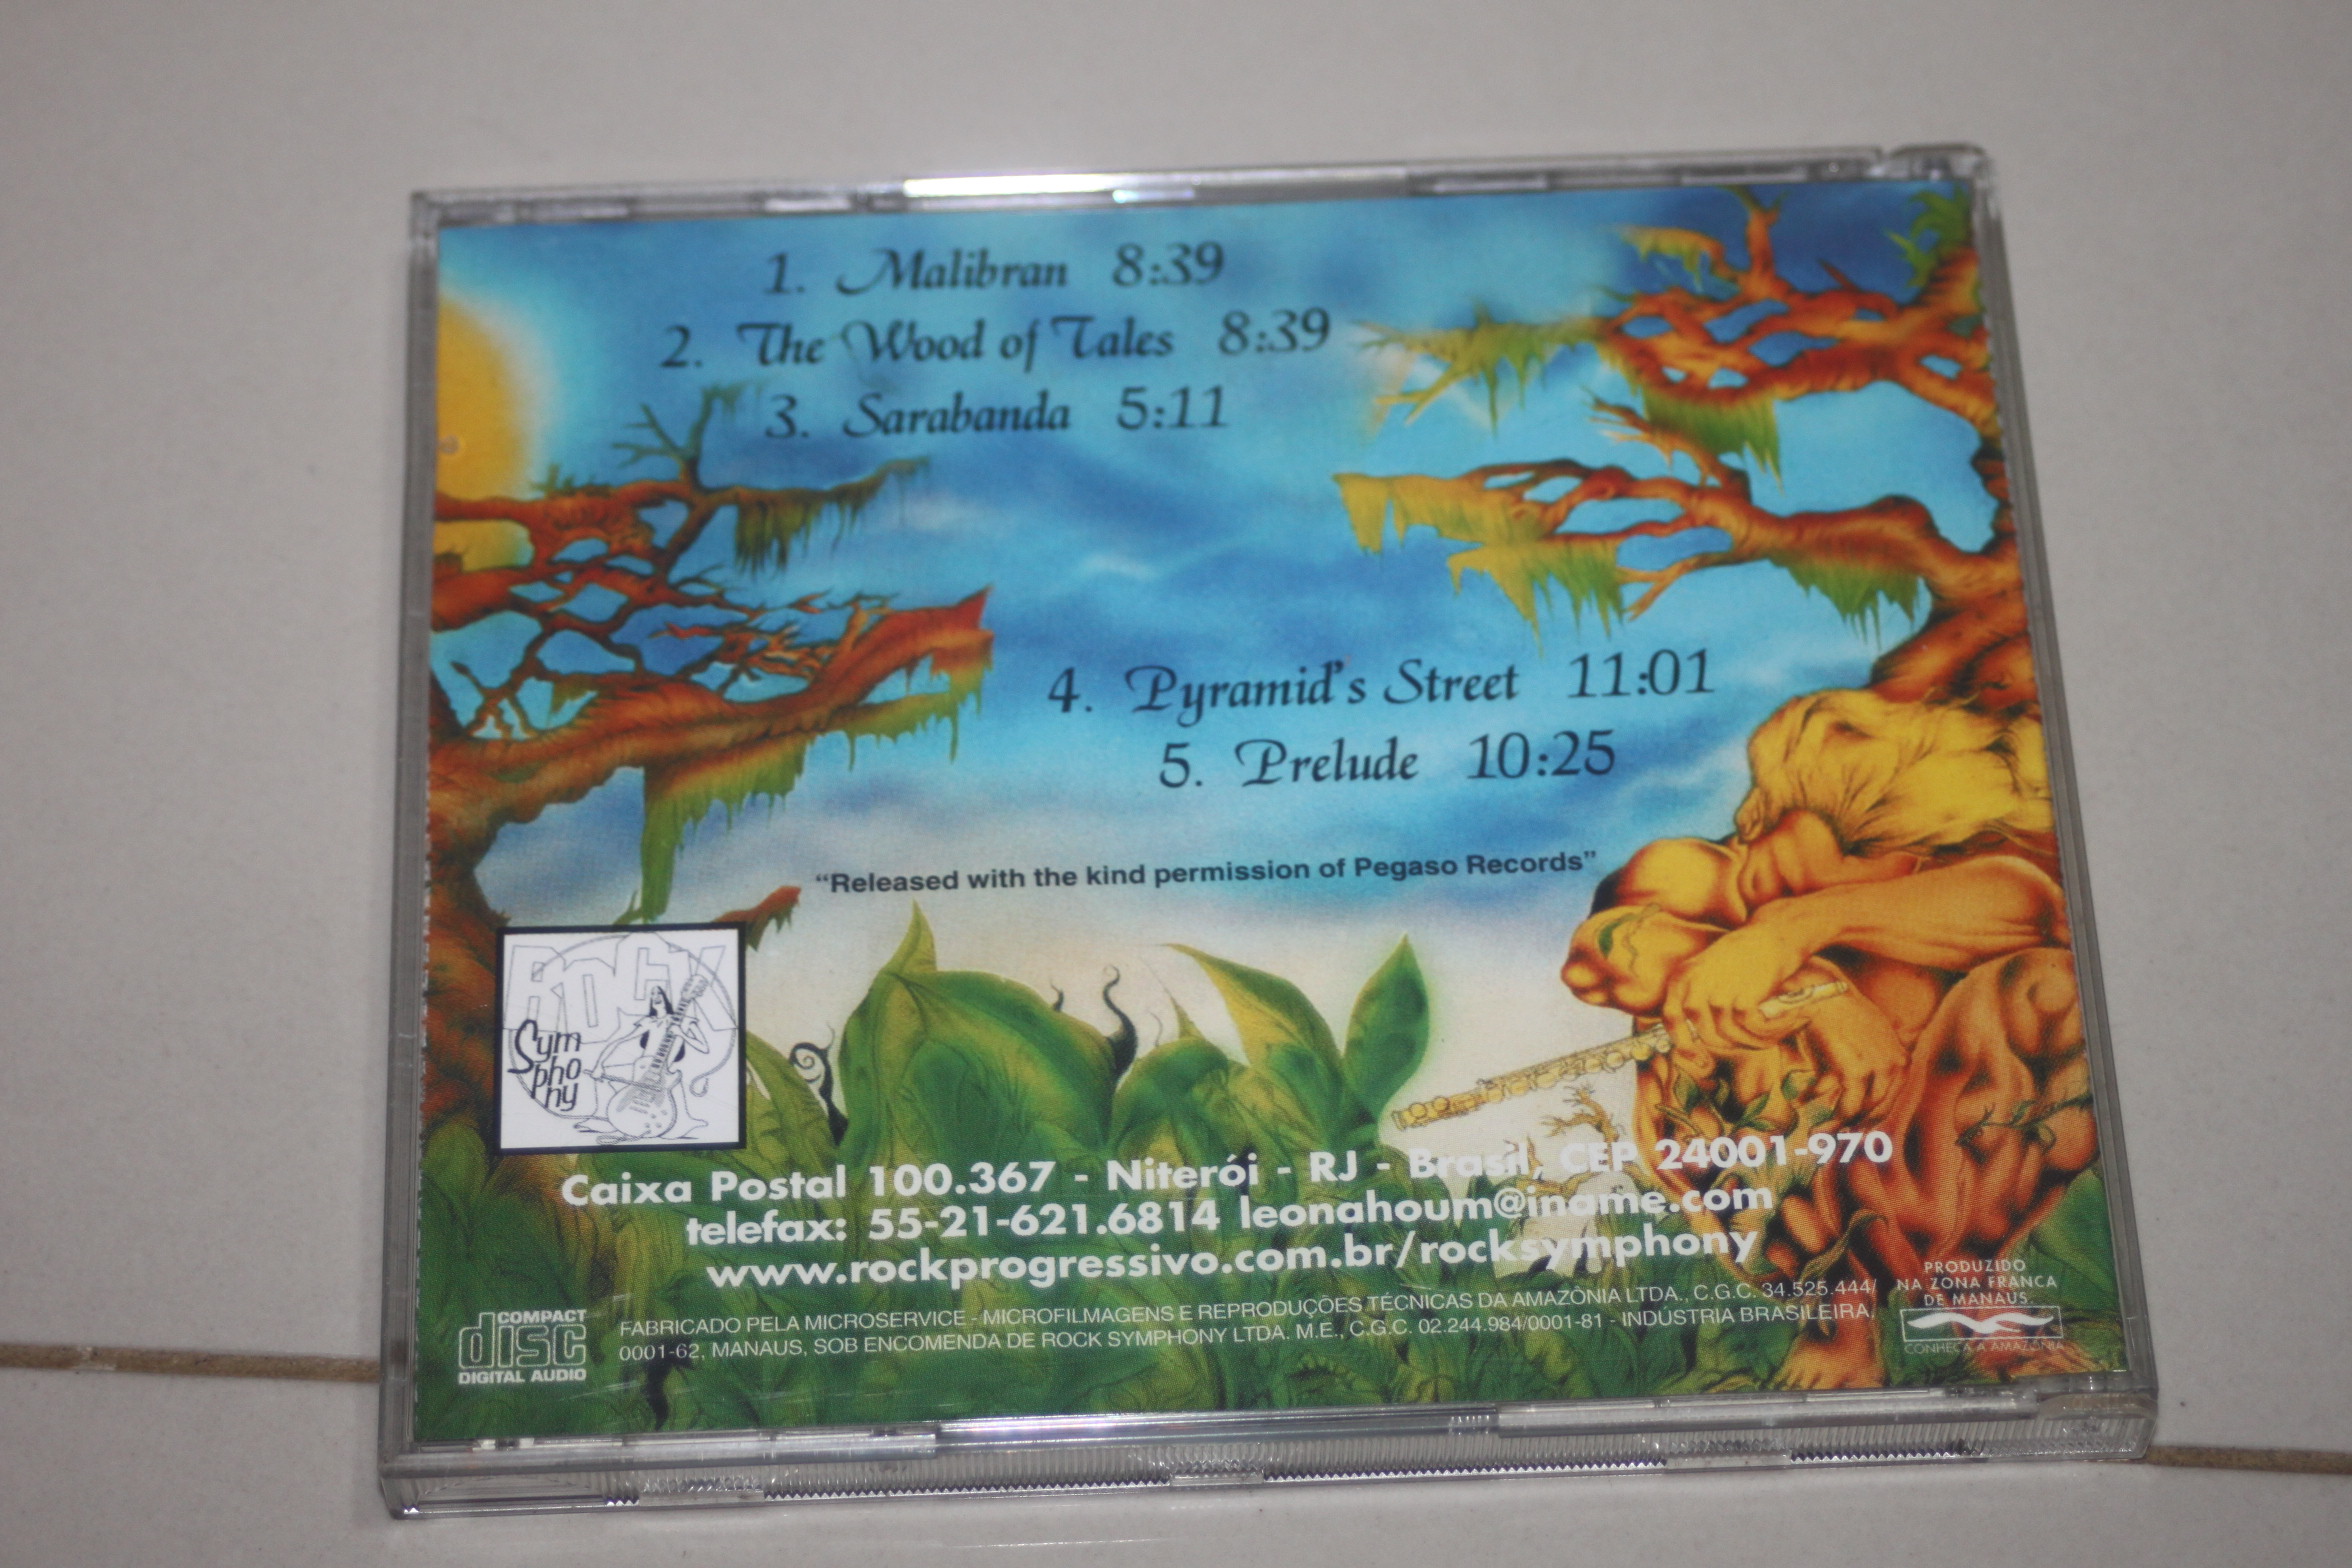 1. Malibran 8:39
2. The Wood of Tales 8:39
3. Sarabanda 5:11
4. Pyramid's Street 11:01
5. Prelude 10:25
“Released with the kind permission of Pegaso Records”
ROCK
Sym
pho
ny
Caixa Postal 100.367 - Niterói - RJ - Brasil, CEP 24001-970
telefax: 55-21-621.6814 leonahoum@iname.com
www.rockprogressivo.com.br/rocksymphony
COMPACT
disc
DIGITAL AUDIO
FABRICADO PELA MICROSERVICE - MICROFILMAGENS E REPRODUÇÕES TÉCNICAS DA AMAZÔNIA LTDA., C.G.C. 34.525.444/
0001-62, MANAUS, SOB ENCOMENDA DE ROCK SYMPHONY LTDA. M.E., C.G.C. 02.244.984/0001-81 - INDÚSTRIA BRASILEIRA,
PRODUZIDO
NA ZONA FRANCA
DE MANAUS
CONHEÇA A AMAZÔNIA